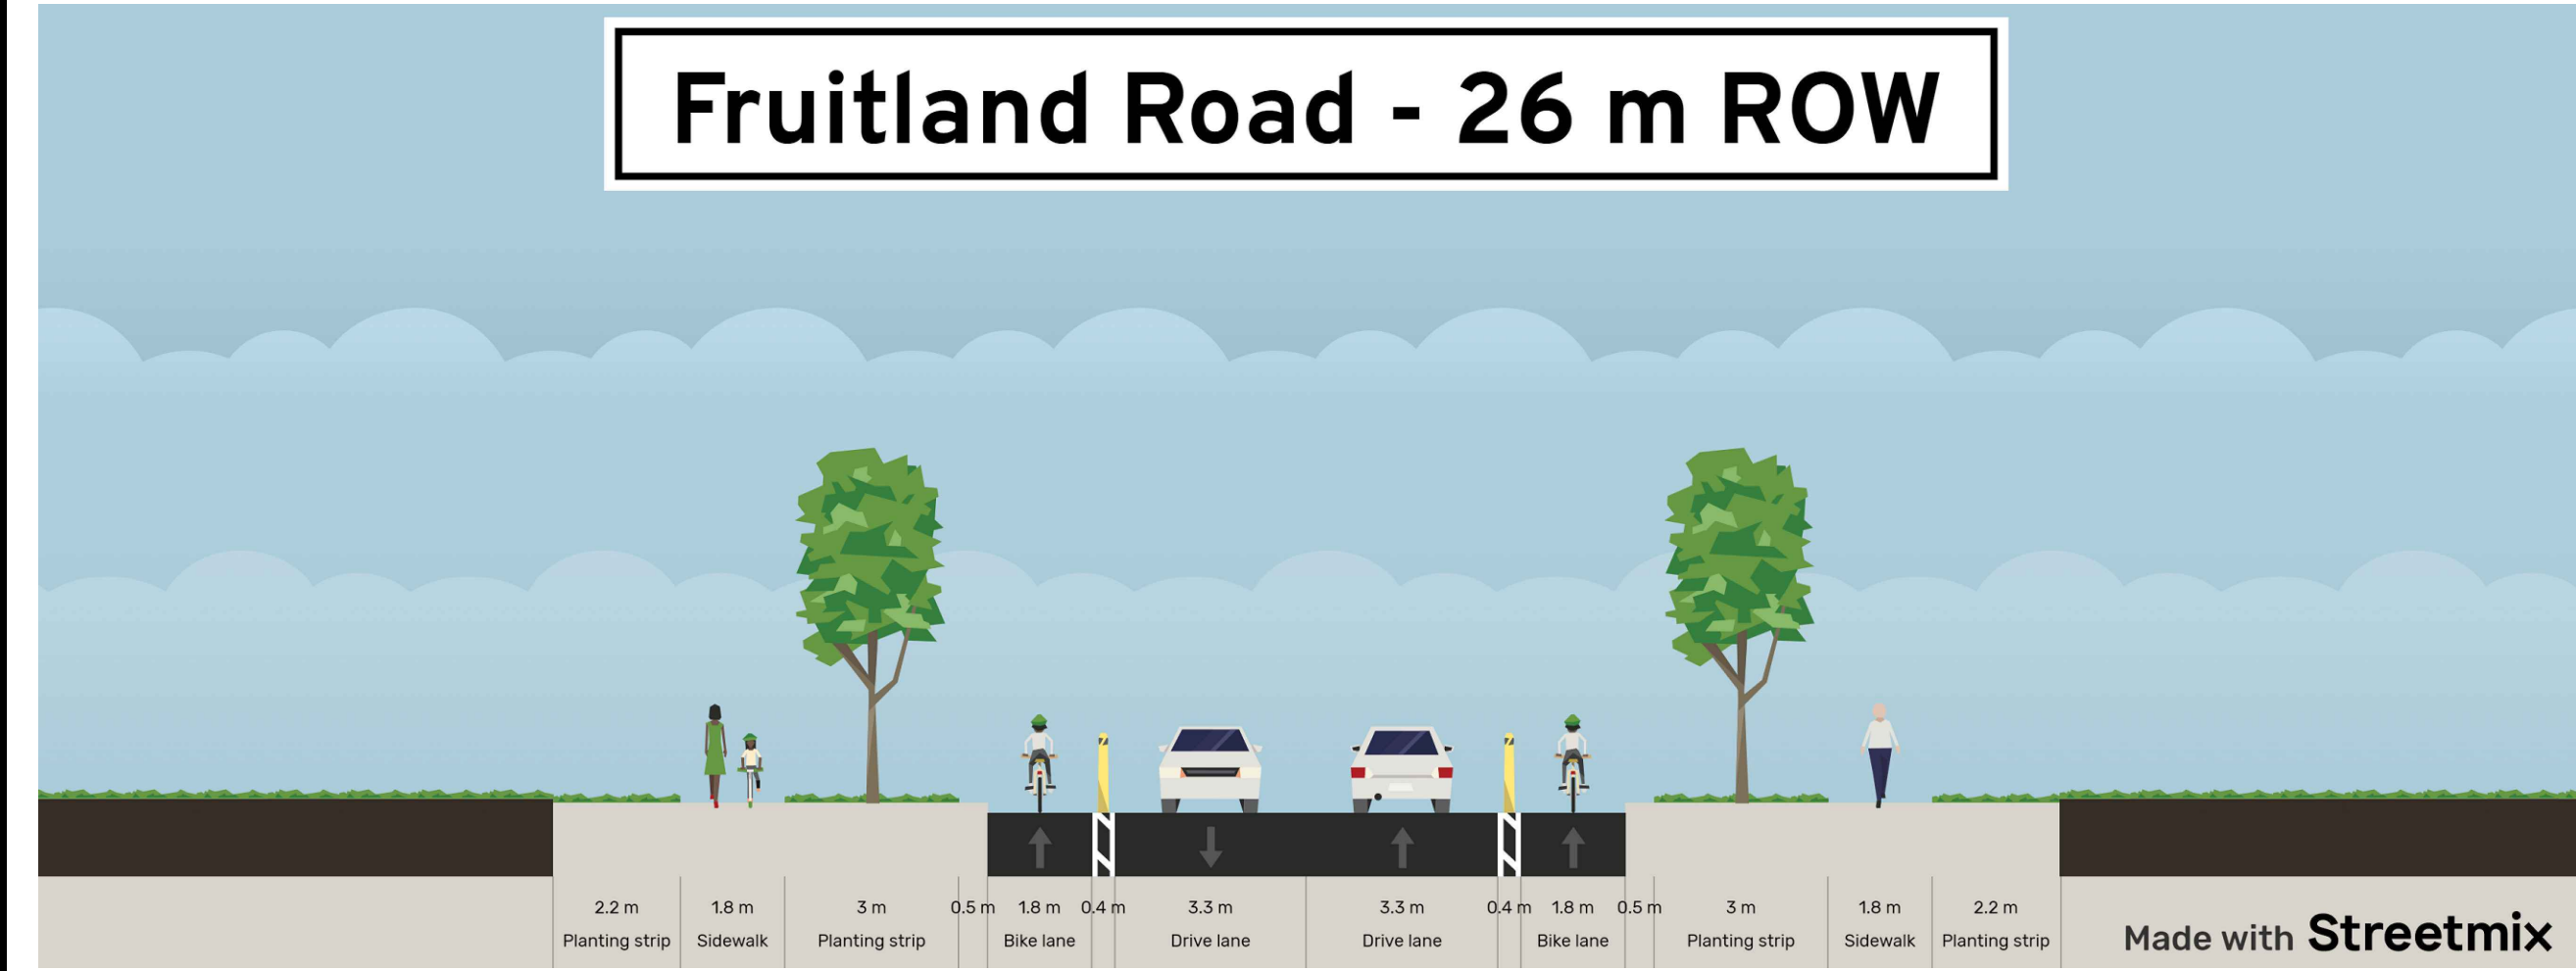 Fruitland Road - 26 m ROW
2.2 m 1.8 m 3 m 0.5 m 1.8 m 0.4 m 3.3 m 3.3 m 0.4 m 1.8 m 0.5 m 3 m 1.8 m 2.2 m
Planting strip Sidewalk Planting strip Bike lane Drive lane Drive lane Bike lane Planting strip Sidewalk Planting strip
Made with Streetmix